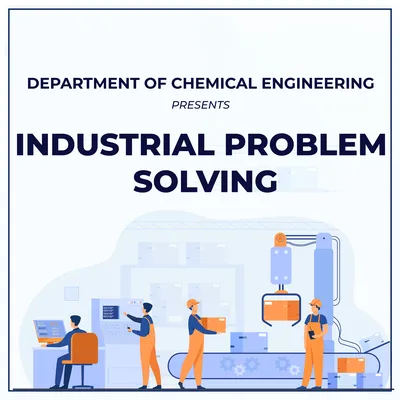 DEPARTMENT OF CHEMICAL ENGINEERING
PRESENTS
INDUSTRIAL PROBLEM
SOLVING